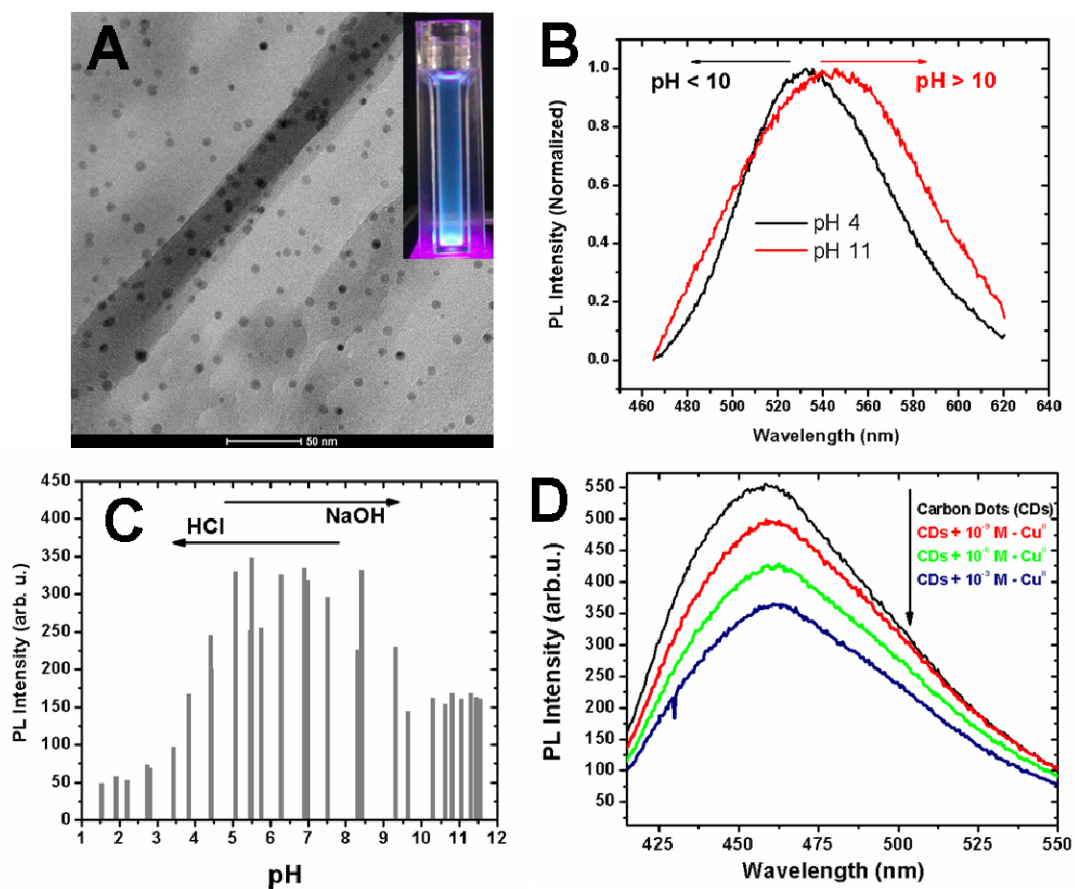 A
50 nm
B
pH < 10
pH > 10
pH 4
pH 11
PL Intensity (Normalized)
1.0
0.8
0.6
0.4
0.2
0.0
460 480 500 520 540 560 580 600 620 640
Wavelength (nm)
C
HCl
NaOH
PL Intensity (arb. u.)
450
400
350
300
250
200
150
100
50
0
1 2 3 4 5 6 7 8 9 10 11 12
pH
D
Carbon Dots (CDs)
CDs + 10⁻⁹ M - Cuᴵᴵ
CDs + 10⁻⁶ M - Cuᴵᴵ
CDs + 10⁻³ M - Cuᴵᴵ
PL Intensity (arb.u.)
550
500
450
400
350
300
250
200
150
100
50
425 450 475 500 525 550
Wavelength (nm)